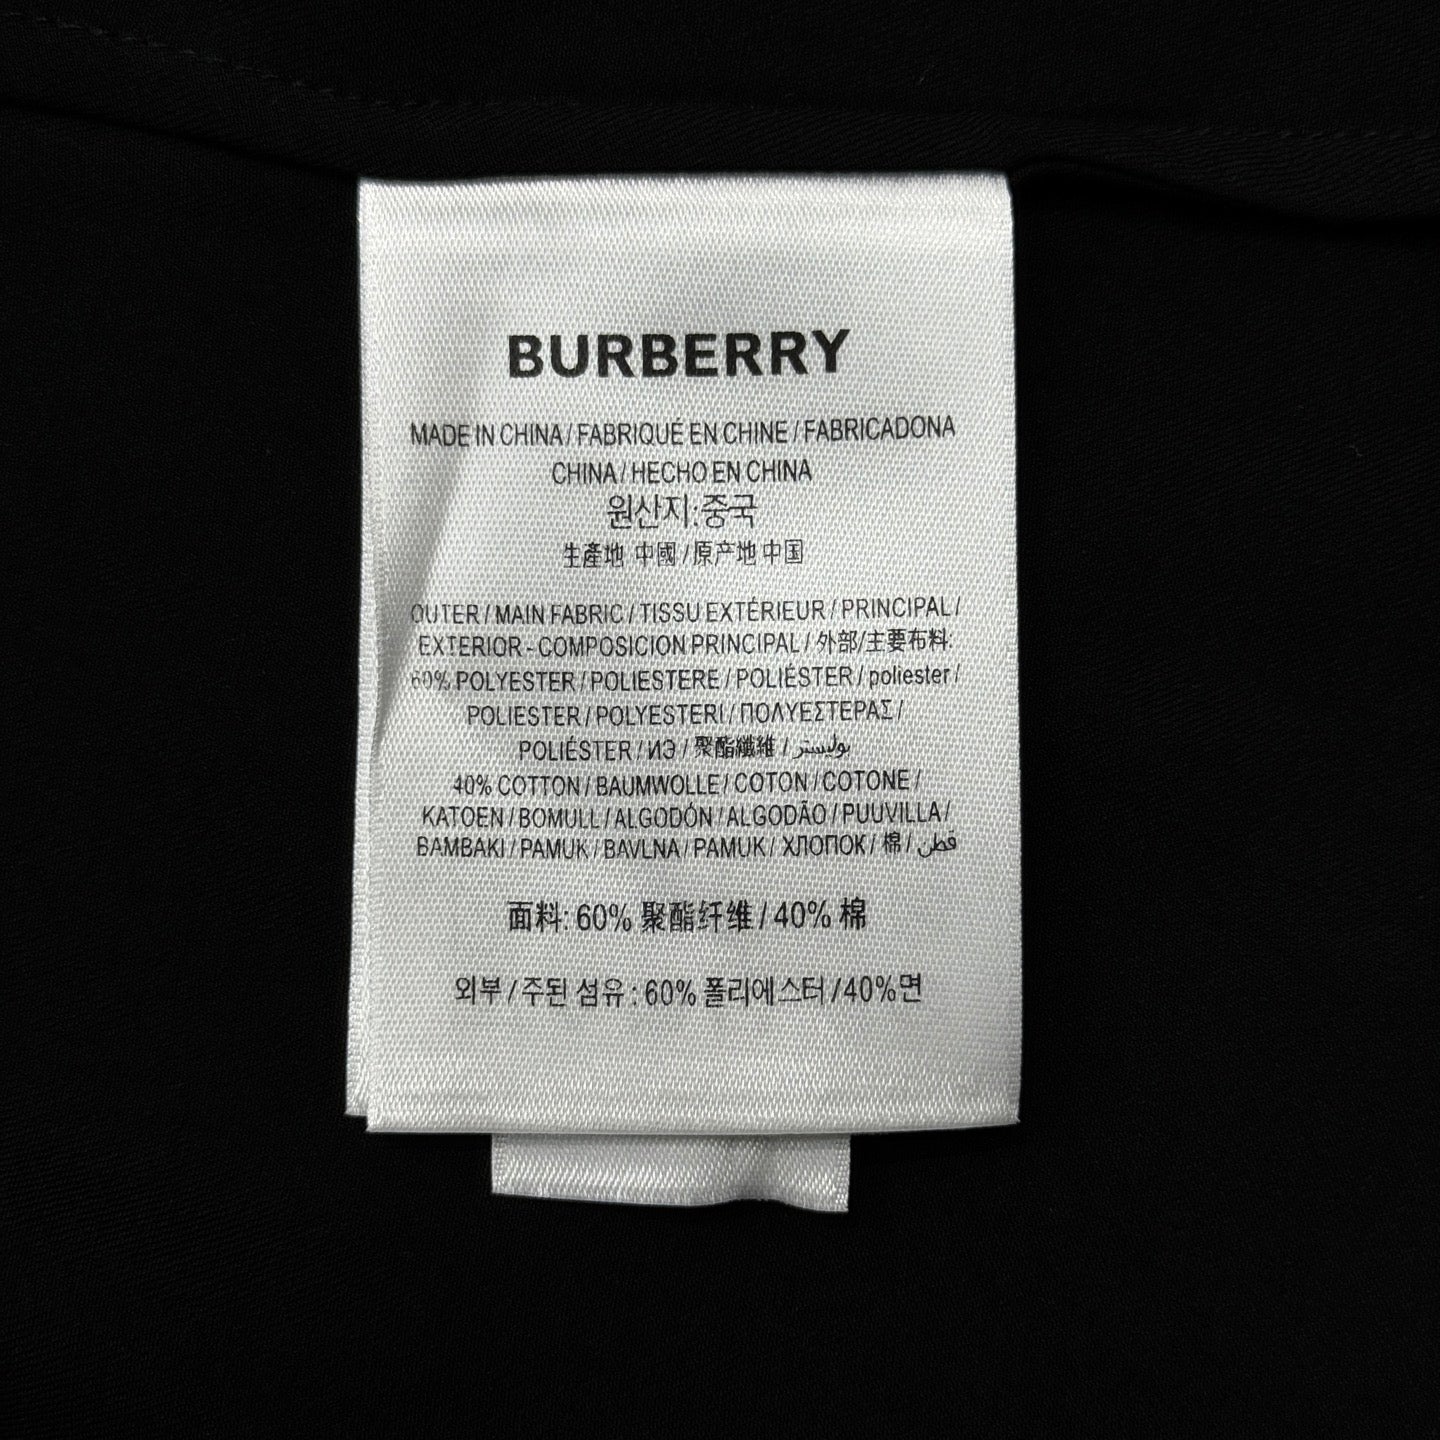 BURBERRY
MADE IN CHINA / FABRIQUÉ EN CHINE / FABRICADONA
CHINA / HECHO EN CHINA
원산지:중국
生產地 中國 / 原产地 中国
OUTER / MAIN FABRIC / TISSU EXTÉRIEUR / PRINCIPAL /
EXTERIOR - COMPOSICION PRINCIPAL / 外部/主要布料:
60% POLYESTER / POLIESTERE / POLIÉSTER / poliester /
POLIESTER / POLYESTERI / ΠΟΛΥΕΣΤΕΡΑΣ /
POLIÉSTER / ИЭ / 聚酯纖維 / بوليستر
40% COTTON / BAUMWOLLE / COTON / COTONE /
KATOEN / BOMULL / ALGODÓN / ALGODÃO / PUUVILLA /
BAMBAKI / PAMUK / BAVLNA / PAMUK / ХЛОПОК / 棉 / قطن
面料: 60% 聚酯纤维 / 40% 棉
외부 / 주된 섬유 : 60% 폴리에스터 / 40% 면